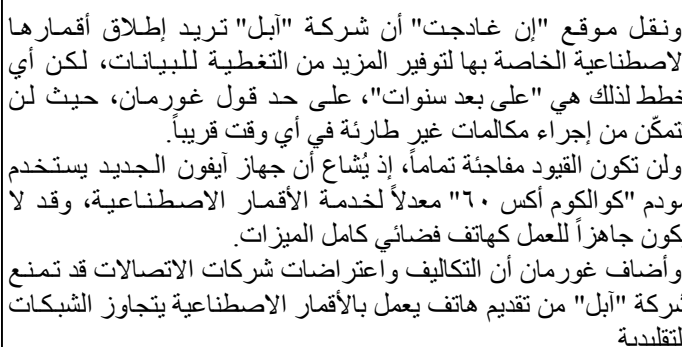 ونقل موقع "إن غادجت" أن شركة "آبل" تريد إطلاق أقمارها
لاصطناعية الخاصة بها لتوفير المزيد من التغطية للبيانات، لكن أي
خطط لذلك هي "على بعد سنوات"، على حد قول غورمان، حيث لن
تمكّن من إجراء مكالمات غير طارئة في أي وقت قريباً.
ولن تكون القيود مفاجئة تماماً، إذ يُشاع أن جهاز آيفون الجديد يستخدم
مودم "كوالكوم أكس ٦٠" معدلاً لخدمة الأقمار الاصطناعية، وقد لا
كون جاهزاً للعمل كهاتف فضائي كامل الميزات.
وأضاف غورمان أن التكاليف واعتراضات شركات الاتصالات قد تمنع
شركة "آبل" من تقديم هاتف يعمل بالأقمار الاصطناعية يتجاوز الشبكات
لتقليدية